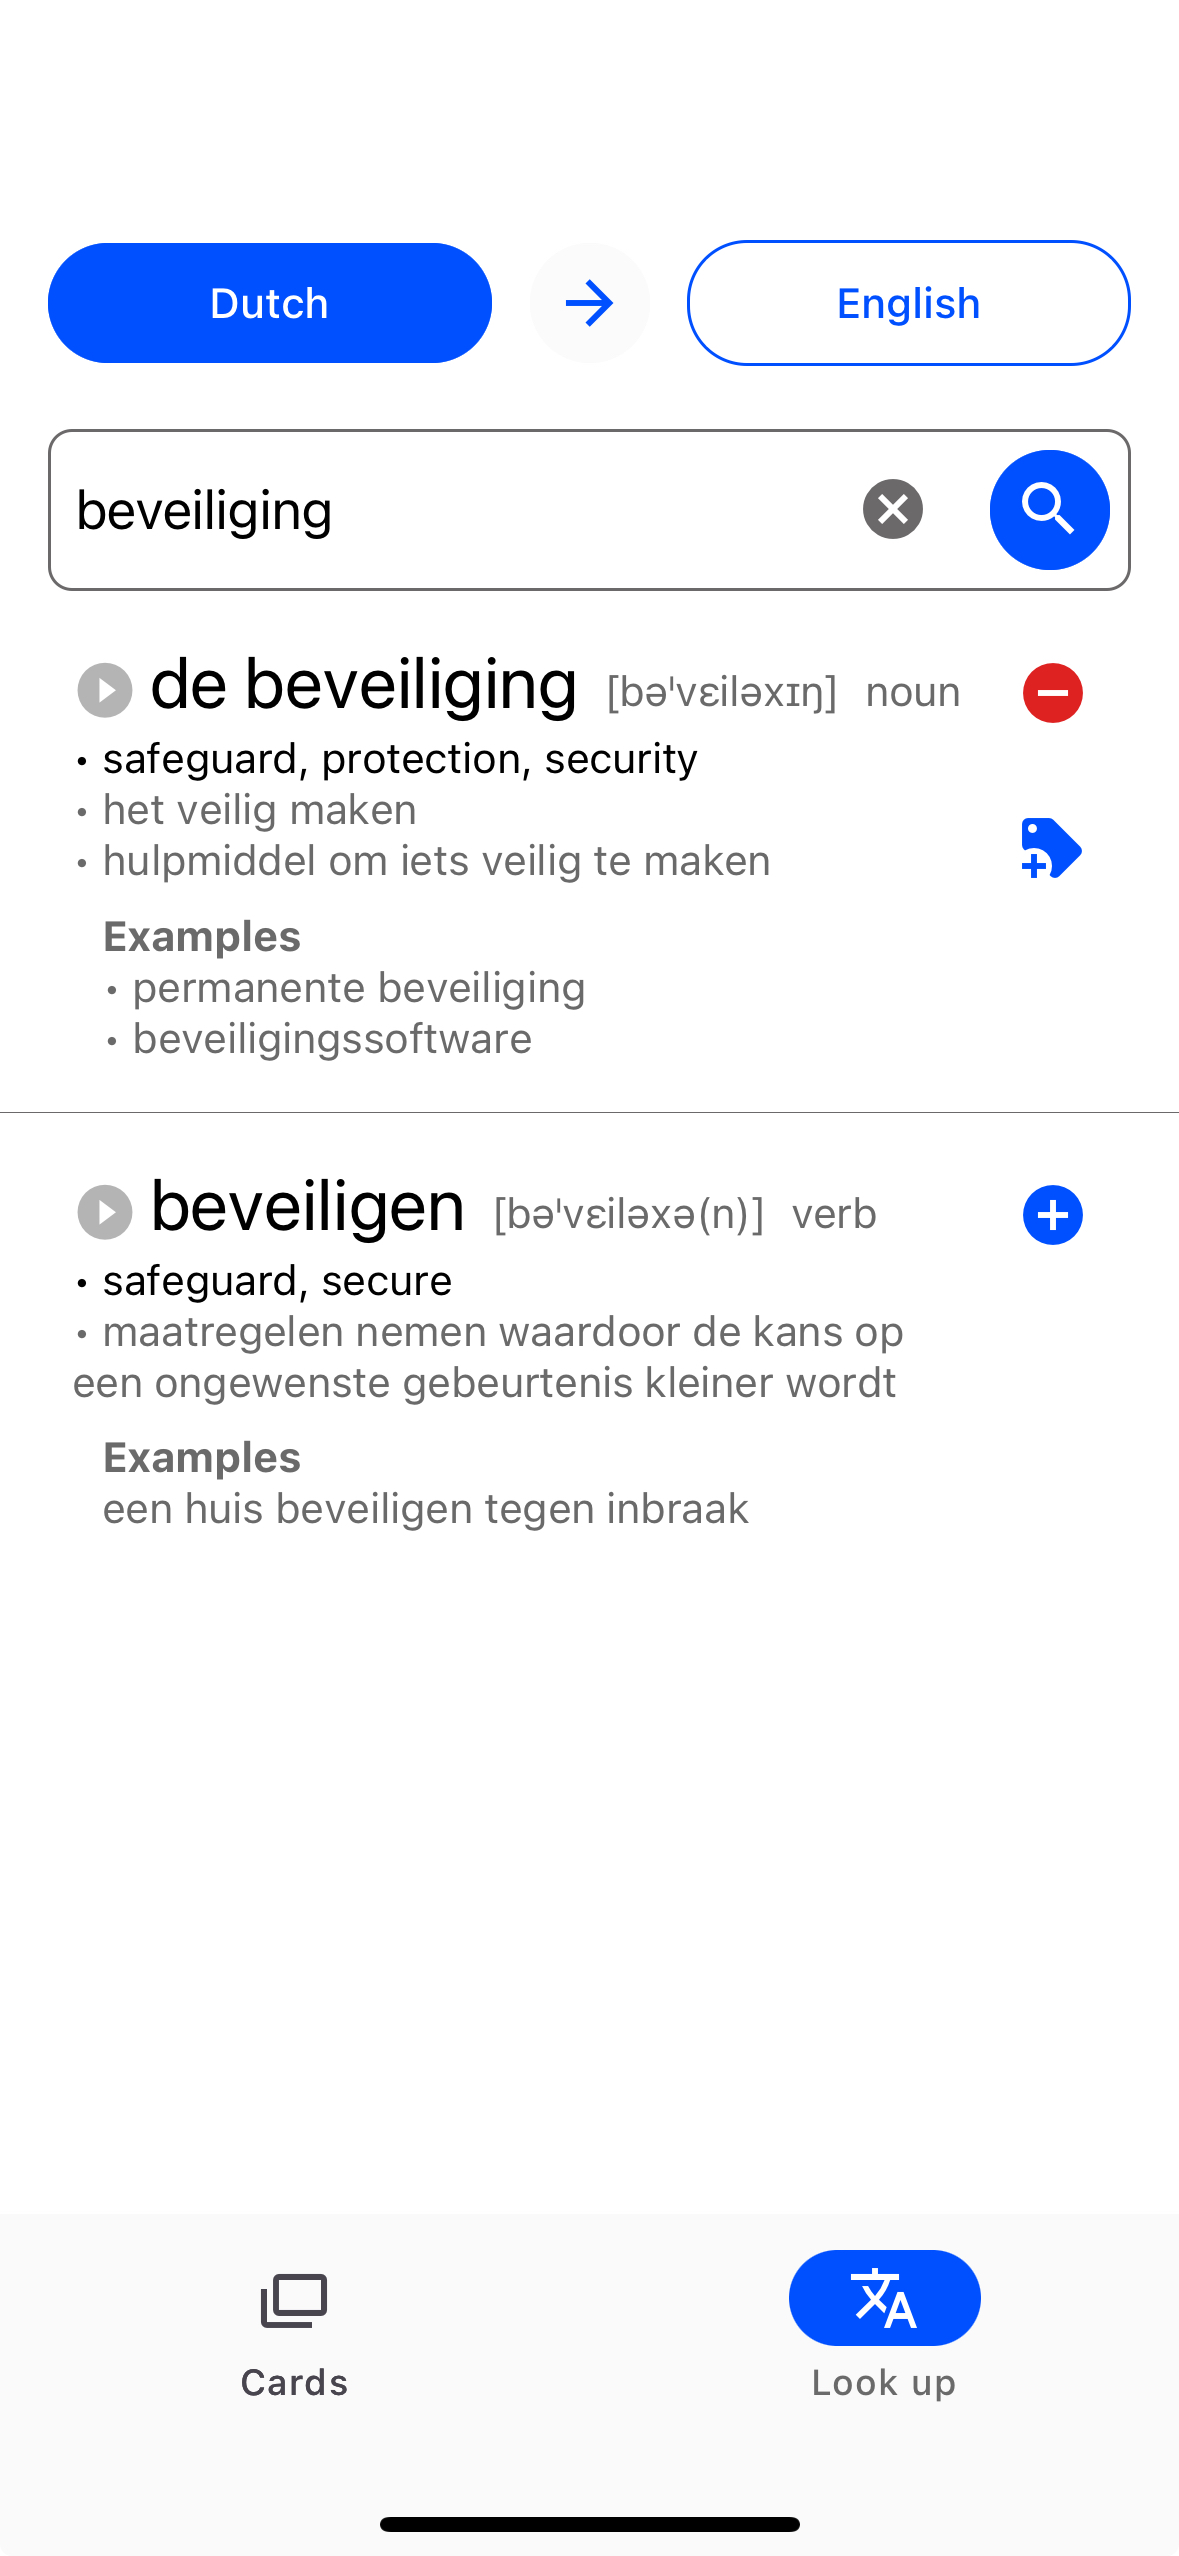 Dutch
English
beveiliging
de beveiliging [bəˈvɛiləxɪŋ] noun
• safeguard, protection, security
• het veilig maken
• hulpmiddel om iets veilig te maken
Examples
• permanente beveiliging
• beveiligingssoftware
beveiligen [bəˈvɛiləxə(n)] verb
• safeguard, secure
• maatregelen nemen waardoor de kans op
een ongewenste gebeurtenis kleiner wordt
Examples
een huis beveiligen tegen inbraak
Cards
Look up